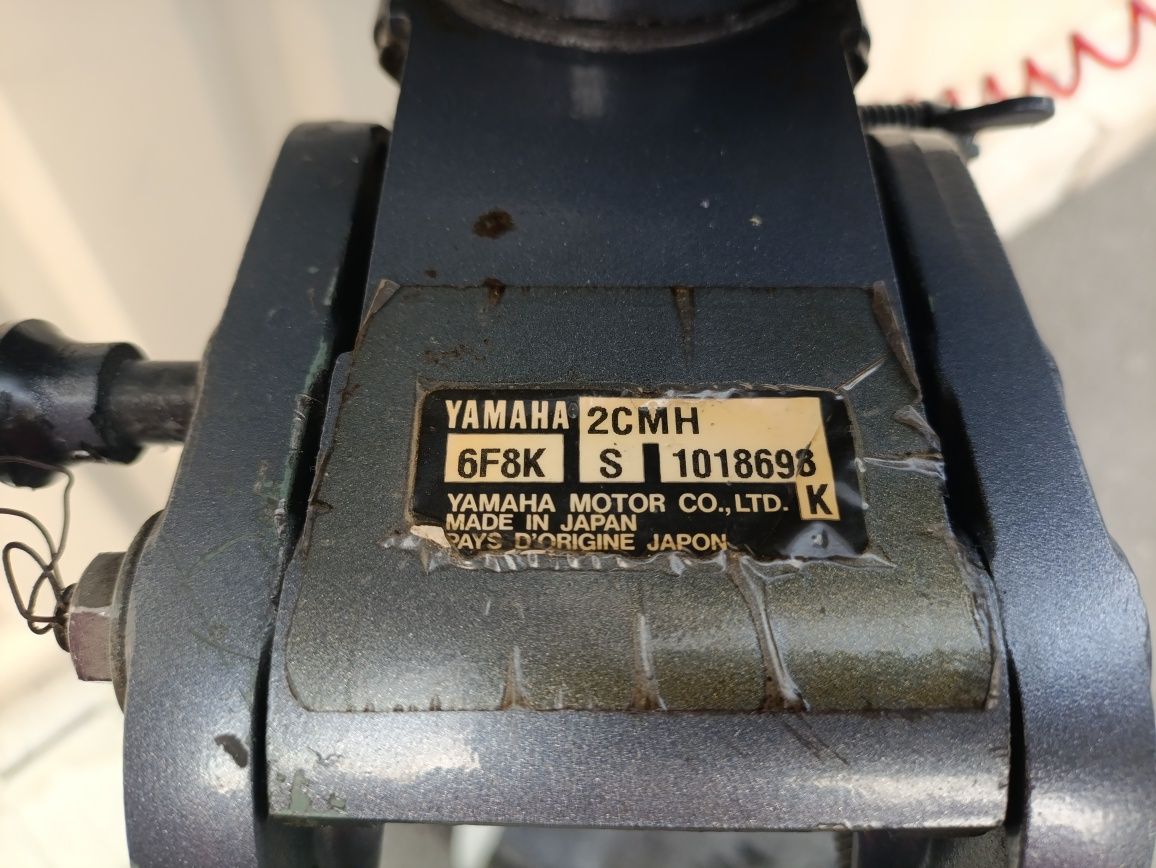 YAMAHA 2CMH
6F8K S 1018698
K
YAMAHA MOTOR CO., LTD.
MADE IN JAPAN
PAYS D'ORIGINE JAPON